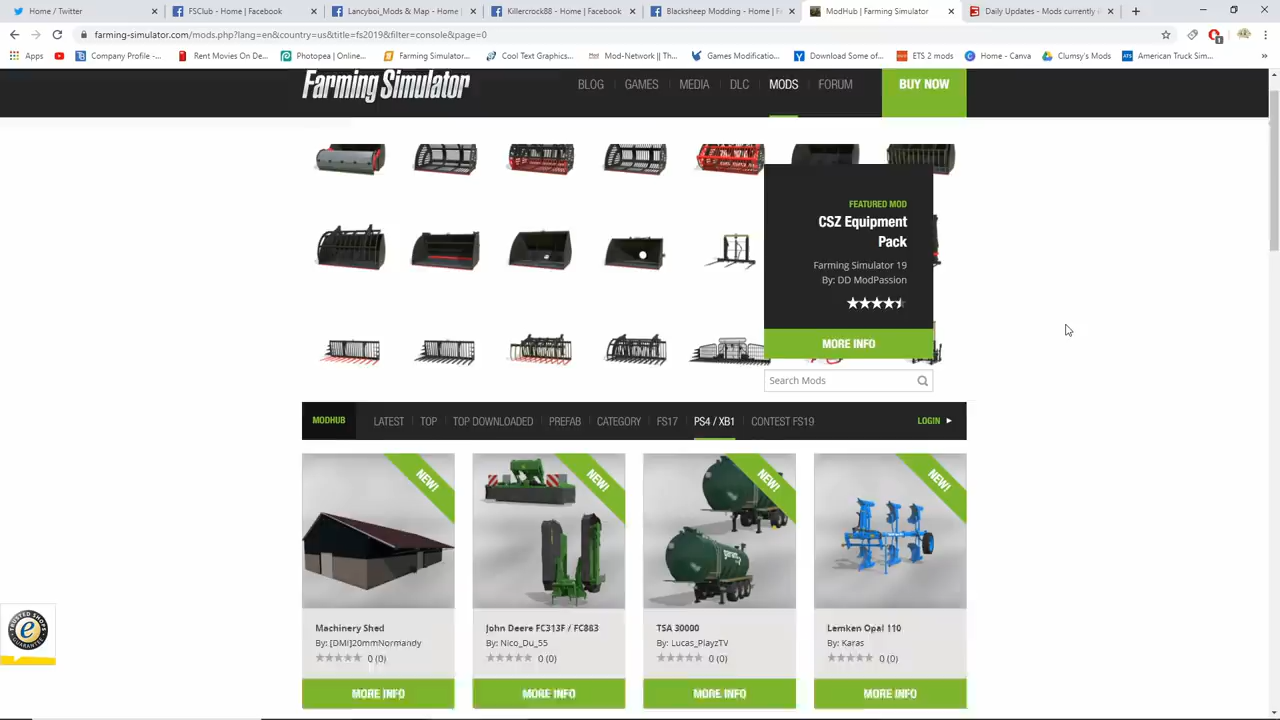 Home / Twitter
FSClub - Home | Facebook
Lancyboi_Mods & Map - Home |
KillercrockBB - Home | Facebook
Blacksheep Modding - Home | Fa
ModHub | Farming Simulator
Daily Updates - Mods currently i
farming-simulator.com/mods.php?lang=en&country=us&title=fs2019&filter=console&page=0
Apps
Company Profile -...
Rent Movies On De...
Photopea | Online...
Farming Simulator...
Cool Text Graphics...
Mod-Network || Th...
Games Modification...
Download Some of...
ETS 2 mods
Home - Canva
Clumsy's Mods
American Truck Sim...
Farming Simulator
BLOG
GAMES
MEDIA
DLC
MODS
FORUM
BUY NOW
FEATURED MOD
CSZ Equipment
Pack
Farming Simulator 19
By: DD ModPassion
MORE INFO
Search Mods
MODHUB
LATEST
TOP
TOP DOWNLOADED
PREFAB
CATEGORY
FS17
PS4 / XB1
CONTEST FS19
LOGIN
NEW!
NEW!
NEW!
NEW!
Machinery Shed
By: [DMI]20mmNormandy
0 (0)
MORE INFO
John Deere FC313F / FC883
By: Nico_Du_55
0 (0)
MORE INFO
TSA 30000
By: Lucas_PlayzTV
0 (0)
MORE INFO
Lemken Opal 110
By: Karas
0 (0)
MORE INFO